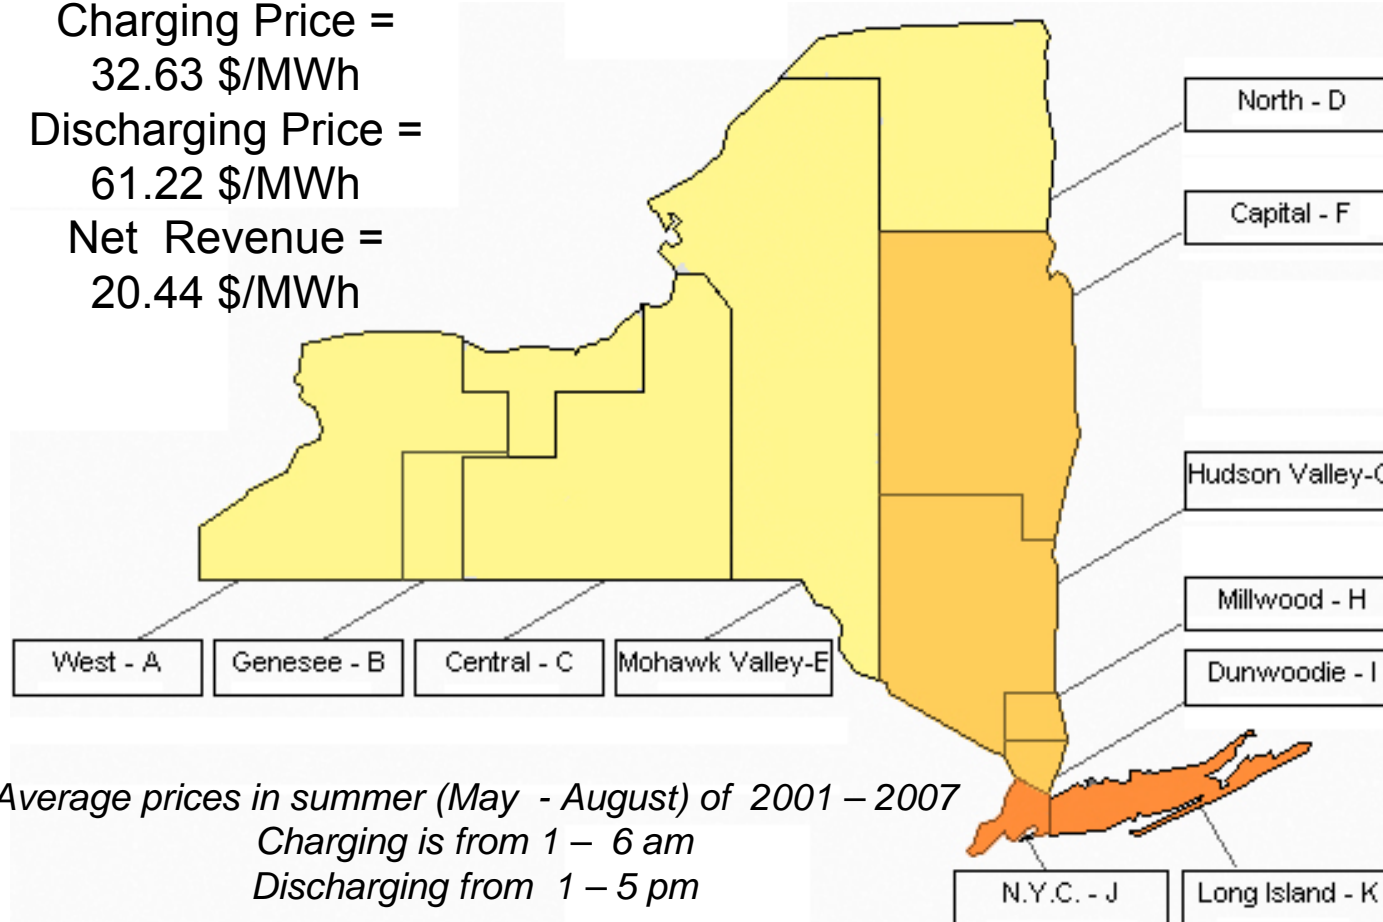 Charging Price =
32.63 $/MWh
Discharging Price =
61.22 $/MWh
Net Revenue =
20.44 $/MWh
North - D
Capital - F
Hudson Valley-G
Millwood - H
Dunwoodie - I
West - A
Genesee - B
Central - C
Mohawk Valley-E
Average prices in summer (May - August) of 2001 – 2007
Charging is from 1 – 6 am
Discharging from 1 – 5 pm
N.Y.C. - J
Long Island - K